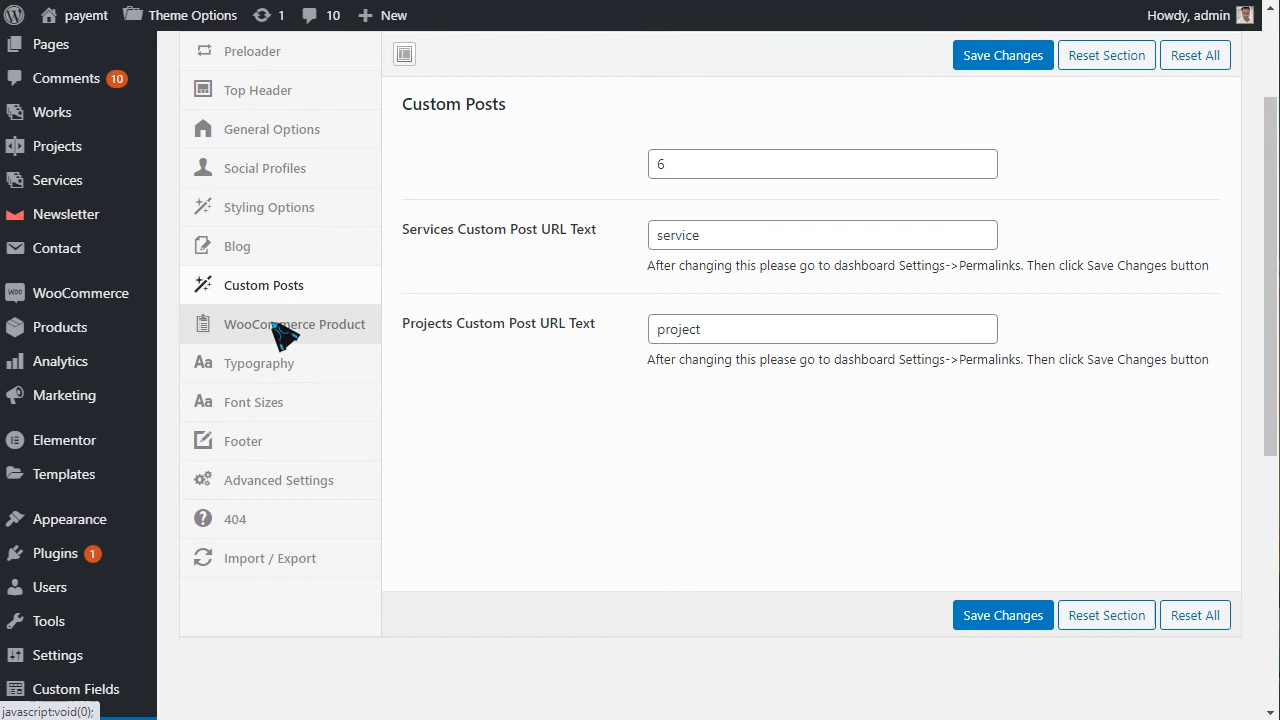 payemt
Theme Options
1
10
New
Howdy, admin
Pages
Comments 10
Works
Projects
Services
Newsletter
Contact
WooCommerce
Products
Analytics
Marketing
Elementor
Templates
Appearance
Plugins 1
Users
Tools
Settings
Custom Fields
javascript:void(0);
Preloader
Top Header
General Options
Social Profiles
Styling Options
Blog
Custom Posts
WooCommerce Product
Typography
Font Sizes
Footer
Advanced Settings
404
Import / Export
Save Changes
Reset Section
Reset All
Custom Posts
6
Services Custom Post URL Text
service
After changing this please go to dashboard Settings->Permalinks. Then click Save Changes button
Projects Custom Post URL Text
project
After changing this please go to dashboard Settings->Permalinks. Then click Save Changes button
Save Changes
Reset Section
Reset All